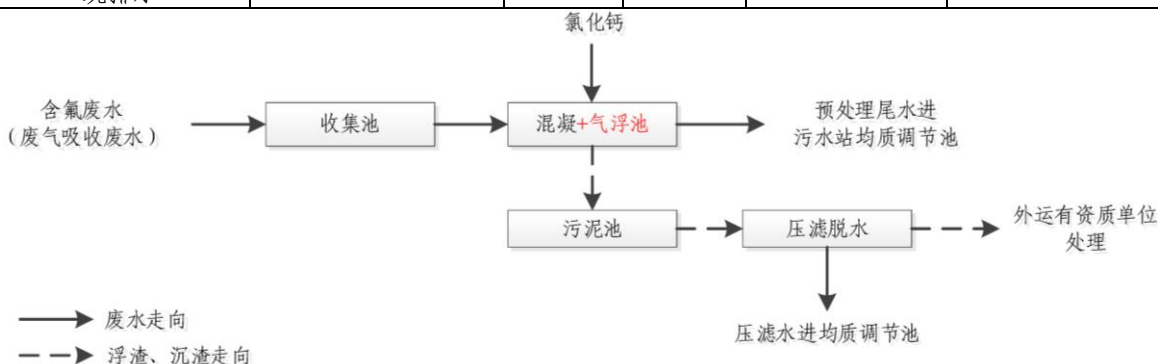 氯化钙
含氟废水
（废气吸收废水）
收集池
混凝+气浮池
预处理尾水进
污水站均质调节池
污泥池
压滤脱水
外运有资质单位
处理
压滤水进均质调节池
废水走向
浮渣、沉渣走向